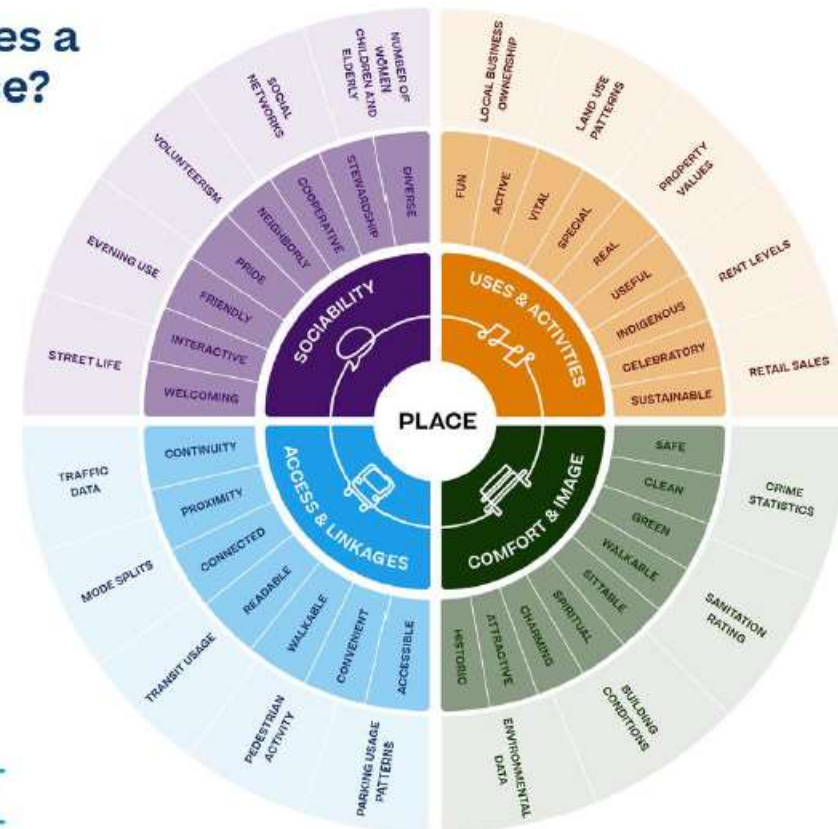 es a
e?
NUMBER OF
WOMEN
CHILDREN AND
ELDERLY
SOCIAL
NETWORKS
VOLUNTEERISM
EVENING USE
STREET LIFE
DIVERSE
STEWARDSHIP
COOPERATIVE
NEIGHBORLY
PRIDE
FRIENDLY
INTERACTIVE
WELCOMING
SOCIABILITY
LOCAL BUSINESS
OWNERSHIP
LAND USE
PATTERNS
PROPERTY
VALUES
RENT LEVELS
RETAIL SALES
FUN
ACTIVE
VITAL
SPECIAL
REAL
USEFUL
INDIGENOUS
CELEBRATORY
SUSTAINABLE
USES & ACTIVITIES
PLACE
ACCESS & LINKAGES
CONTINUITY
PROXIMITY
CONNECTED
READABLE
WALKABLE
CONVENIENT
ACCESSIBLE
TRAFFIC
DATA
MODE SPLITS
TRANSIT USAGE
PEDESTRIAN
ACTIVITY
PARKING USAGE
PATTERNS
COMFORT & IMAGE
SAFE
CLEAN
GREEN
WALKABLE
SITTABLE
SPIRITUAL
CHARMING
ATTRACTIVE
HISTORIC
CRIME
STATISTICS
SANITATION
RATING
BUILDING
CONDITIONS
ENVIRONMENTAL
DATA